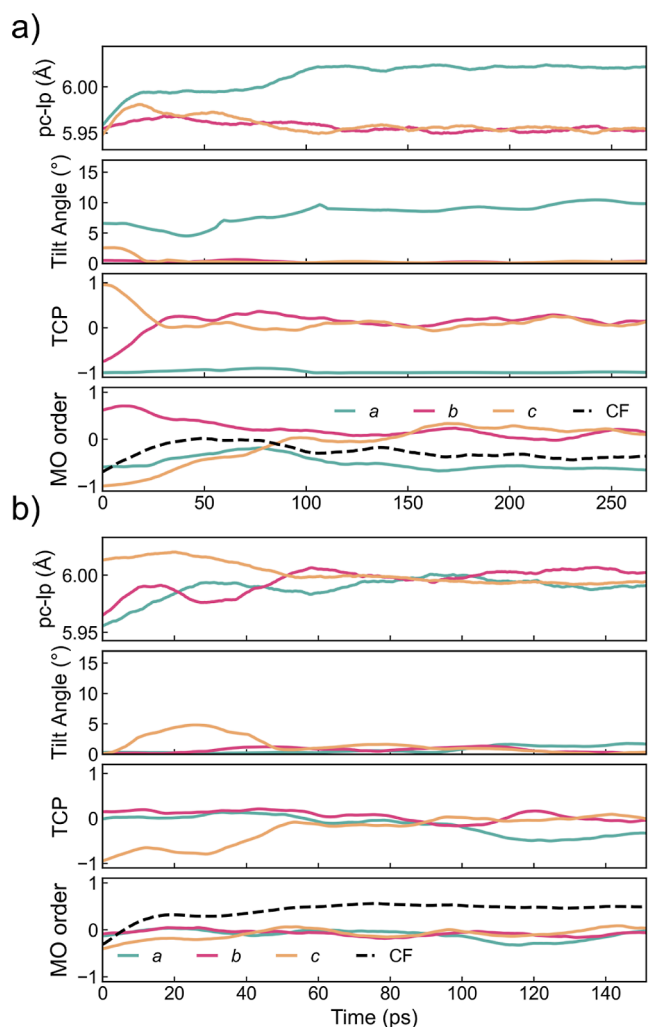 a)
pc-lp (Å)
6.00
5.95
Tilt Angle (°)
15
10
5
0
TCP
1
0
−1
MO order
1
0
−1
a b c CF
0 50 100 150 200 250
b)
pc-lp (Å)
6.00
5.95
Tilt Angle (°)
15
10
5
0
TCP
1
0
−1
MO order
1
0
−1
a b c CF
0 20 40 60 80 100 120 140
Time (ps)